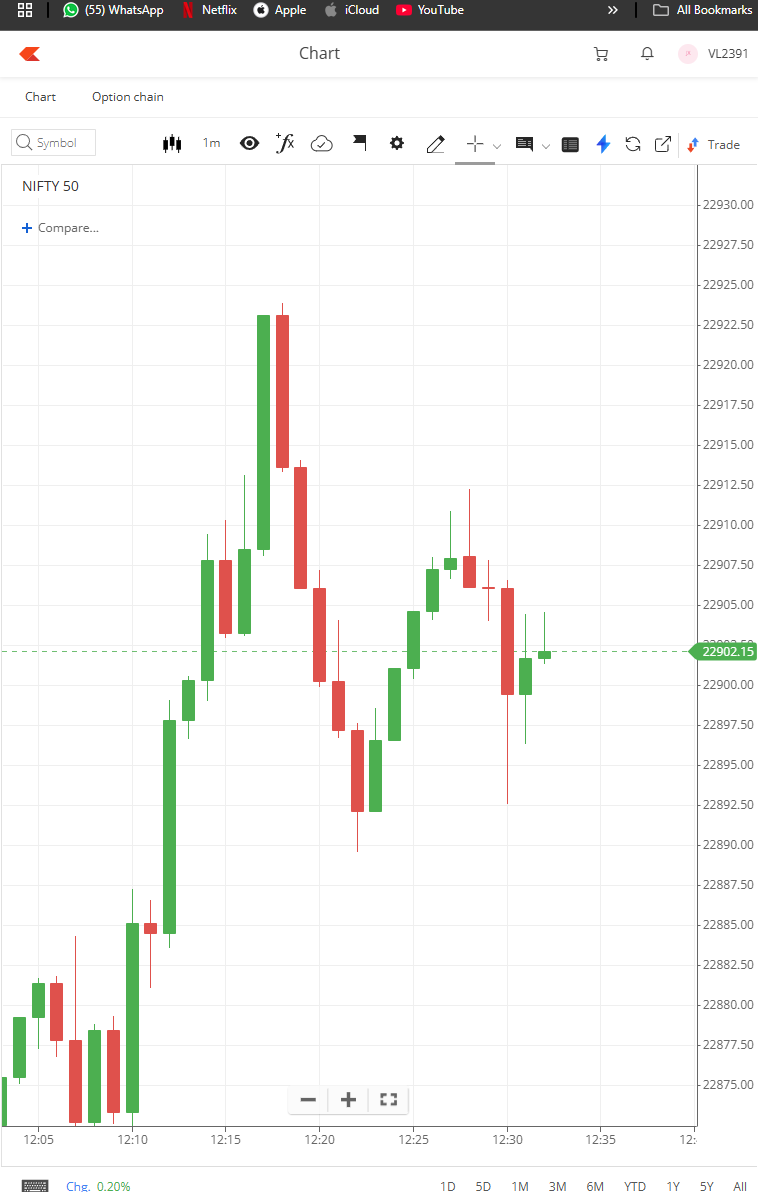 (55) WhatsApp Netflix Apple iCloud YouTube » All Bookmarks
Chart VL2391
Chart Option chain
Symbol 1m fx Trade
NIFTY 50
+ Compare...
22930.00
22927.50
22925.00
22922.50
22920.00
22917.50
22915.00
22912.50
22910.00
22907.50
22905.00
22902.15
22900.00
22897.50
22895.00
22892.50
22890.00
22887.50
22885.00
22882.50
22880.00
22877.50
22875.00
12:05 12:10 12:15 12:20 12:25 12:30 12:35 12:
Chg. 0.20% 1D 5D 1M 3M 6M YTD 1Y 5Y All